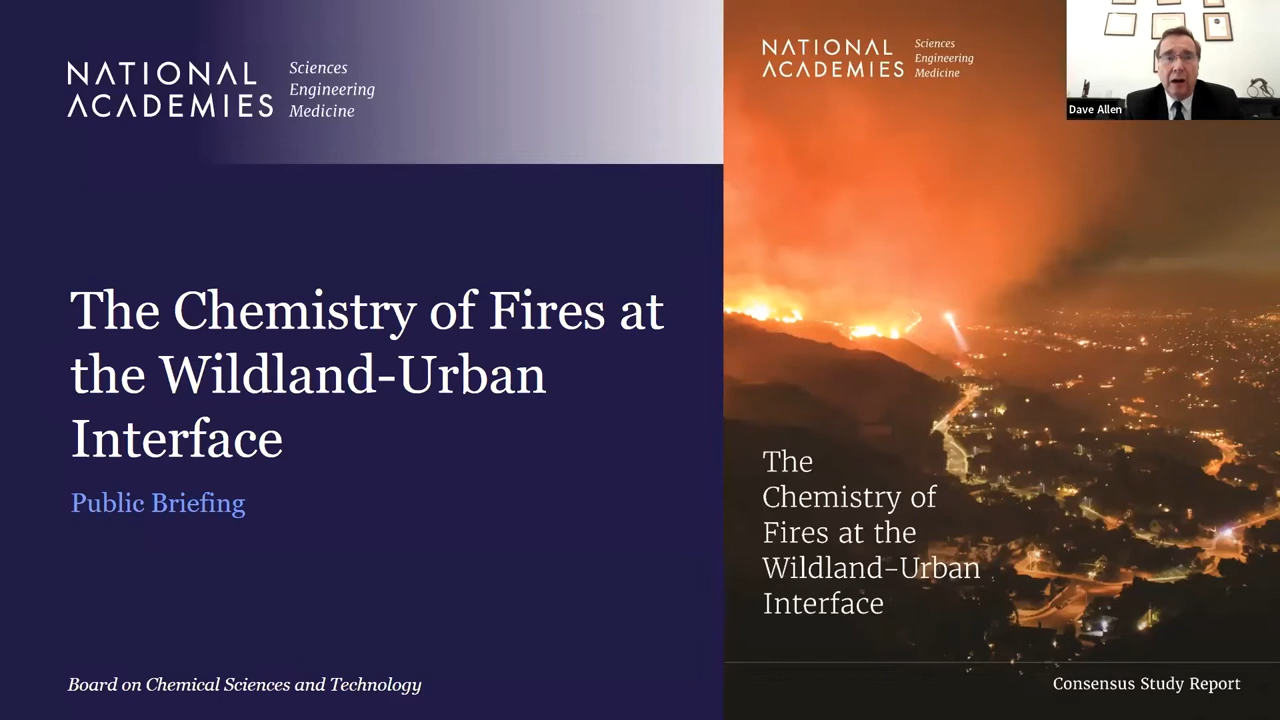 NATIONAL
ACADEMIES
Sciences
Engineering
Medicine
The Chemistry of Fires at
the Wildland-Urban
Interface
Public Briefing
Board on Chemical Sciences and Technology
NATIONAL
ACADEMIES
Sciences
Engineering
Medicine
The
Chemistry of
Fires at the
Wildland–Urban
Interface
Consensus Study Report
Dave Allen